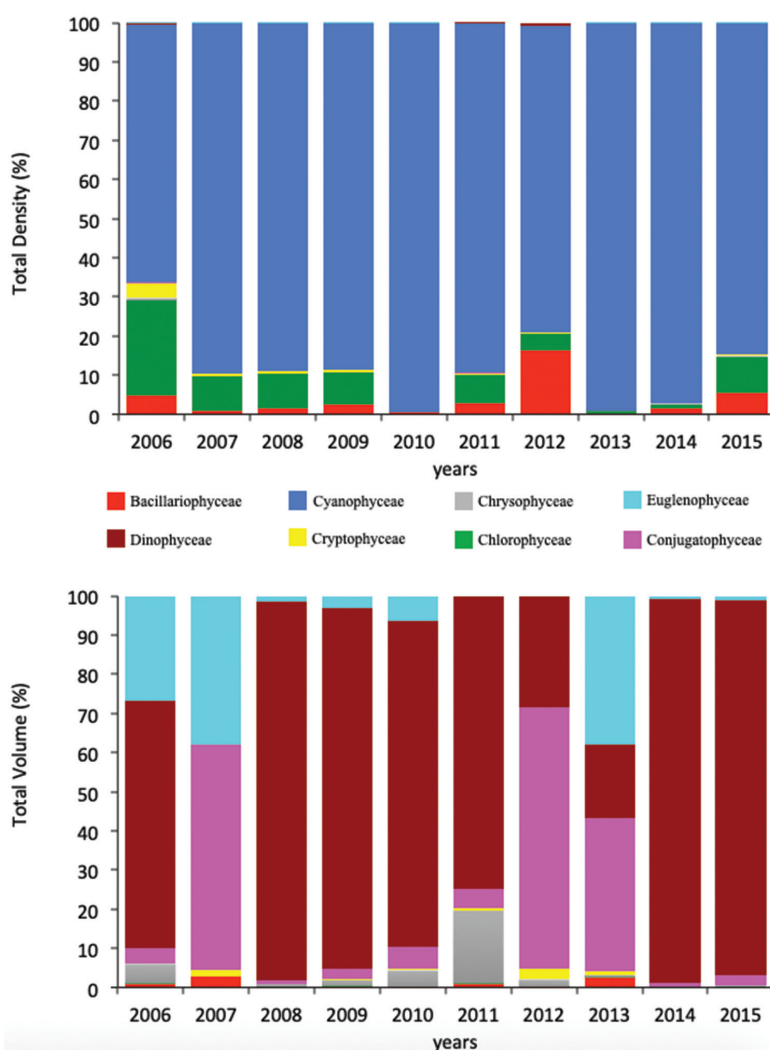 Total Density (%)
100
90
80
70
60
50
40
30
20
10
0
2006 2007 2008 2009 2010 2011 2012 2013 2014 2015
years
Bacillariophyceae Cyanophyceae Chrysophyceae Euglenophyceae
Dinophyceae Cryptophyceae Chlorophyceae Conjugatophyceae
Total Volume (%)
100
90
80
70
60
50
40
30
20
10
0
2006 2007 2008 2009 2010 2011 2012 2013 2014 2015
years